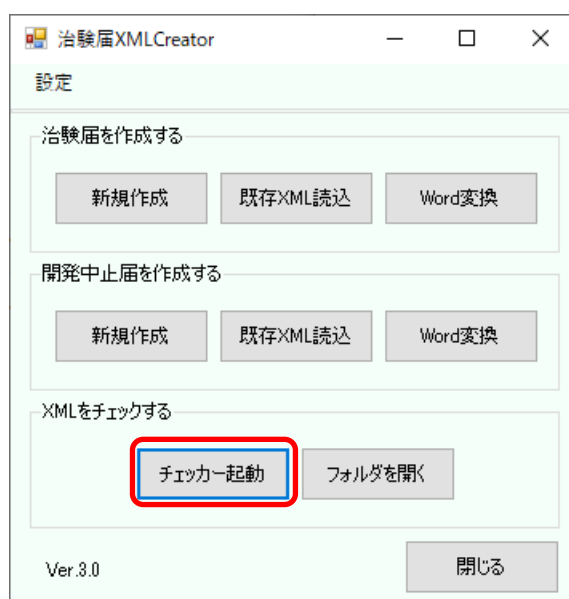 治験届XMLCreator
設定
治験届を作成する
新規作成 既存XML読込 Word変換
開発中止届を作成する
新規作成 既存XML読込 Word変換
XMLをチェックする
チェッカー起動 フォルダを開く
Ver.3.0 閉じる